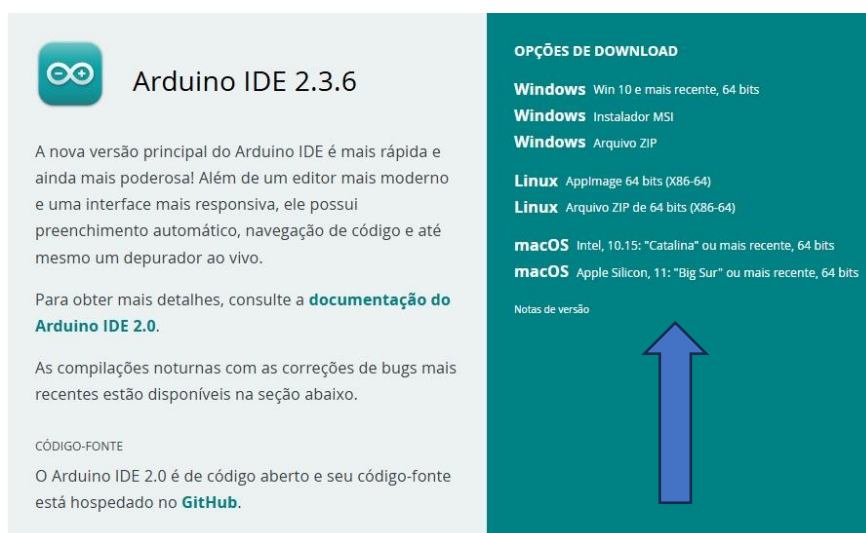 Arduino IDE 2.3.6
A nova versão principal do Arduino IDE é mais rápida e
ainda mais poderosa! Além de um editor mais moderno
e uma interface mais responsiva, ele possui
preenchimento automático, navegação de código e até
mesmo um depurador ao vivo.
Para obter mais detalhes, consulte a documentação do
Arduino IDE 2.0.
As compilações noturnas com as correções de bugs mais
recentes estão disponíveis na seção abaixo.
CÓDIGO-FONTE
O Arduino IDE 2.0 é de código aberto e seu código-fonte
está hospedado no GitHub.
OPÇÕES DE DOWNLOAD
Windows Win 10 e mais recente, 64 bits
Windows Instalador MSI
Windows Arquivo ZIP
Linux AppImage 64 bits (X86-64)
Linux Arquivo ZIP de 64 bits (X86-64)
macOS Intel, 10.15: "Catalina" ou mais recente, 64 bits
macOS Apple Silicon, 11: "Big Sur" ou mais recente, 64 bits
Notas de versão